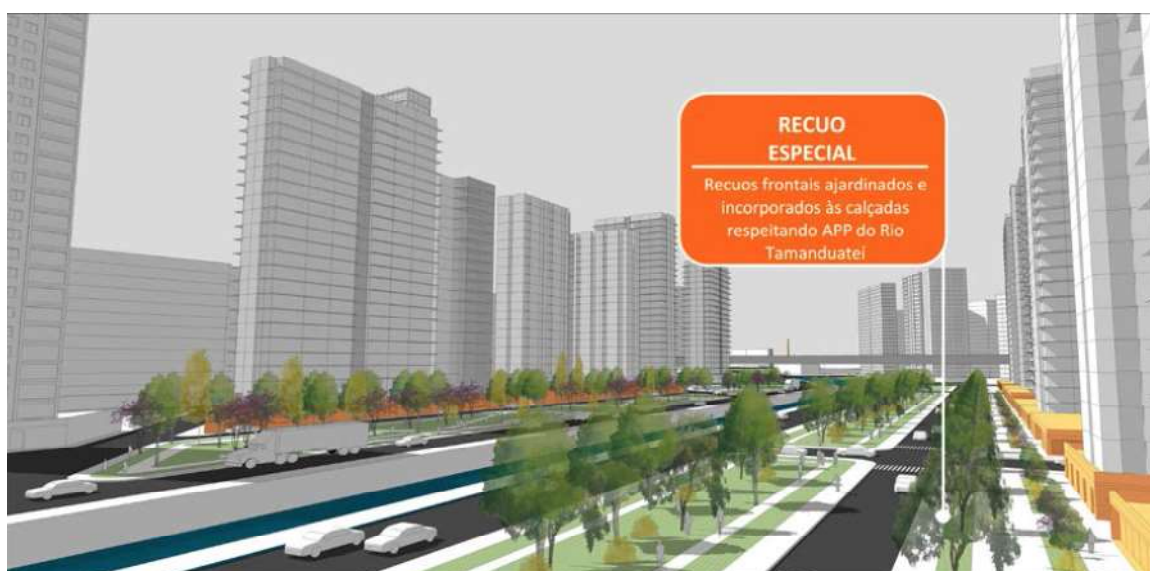 RECUO
ESPECIAL
Recuos frontais ajardinados e
incorporados às calçadas
respeitando APP do Rio
Tamanduateí